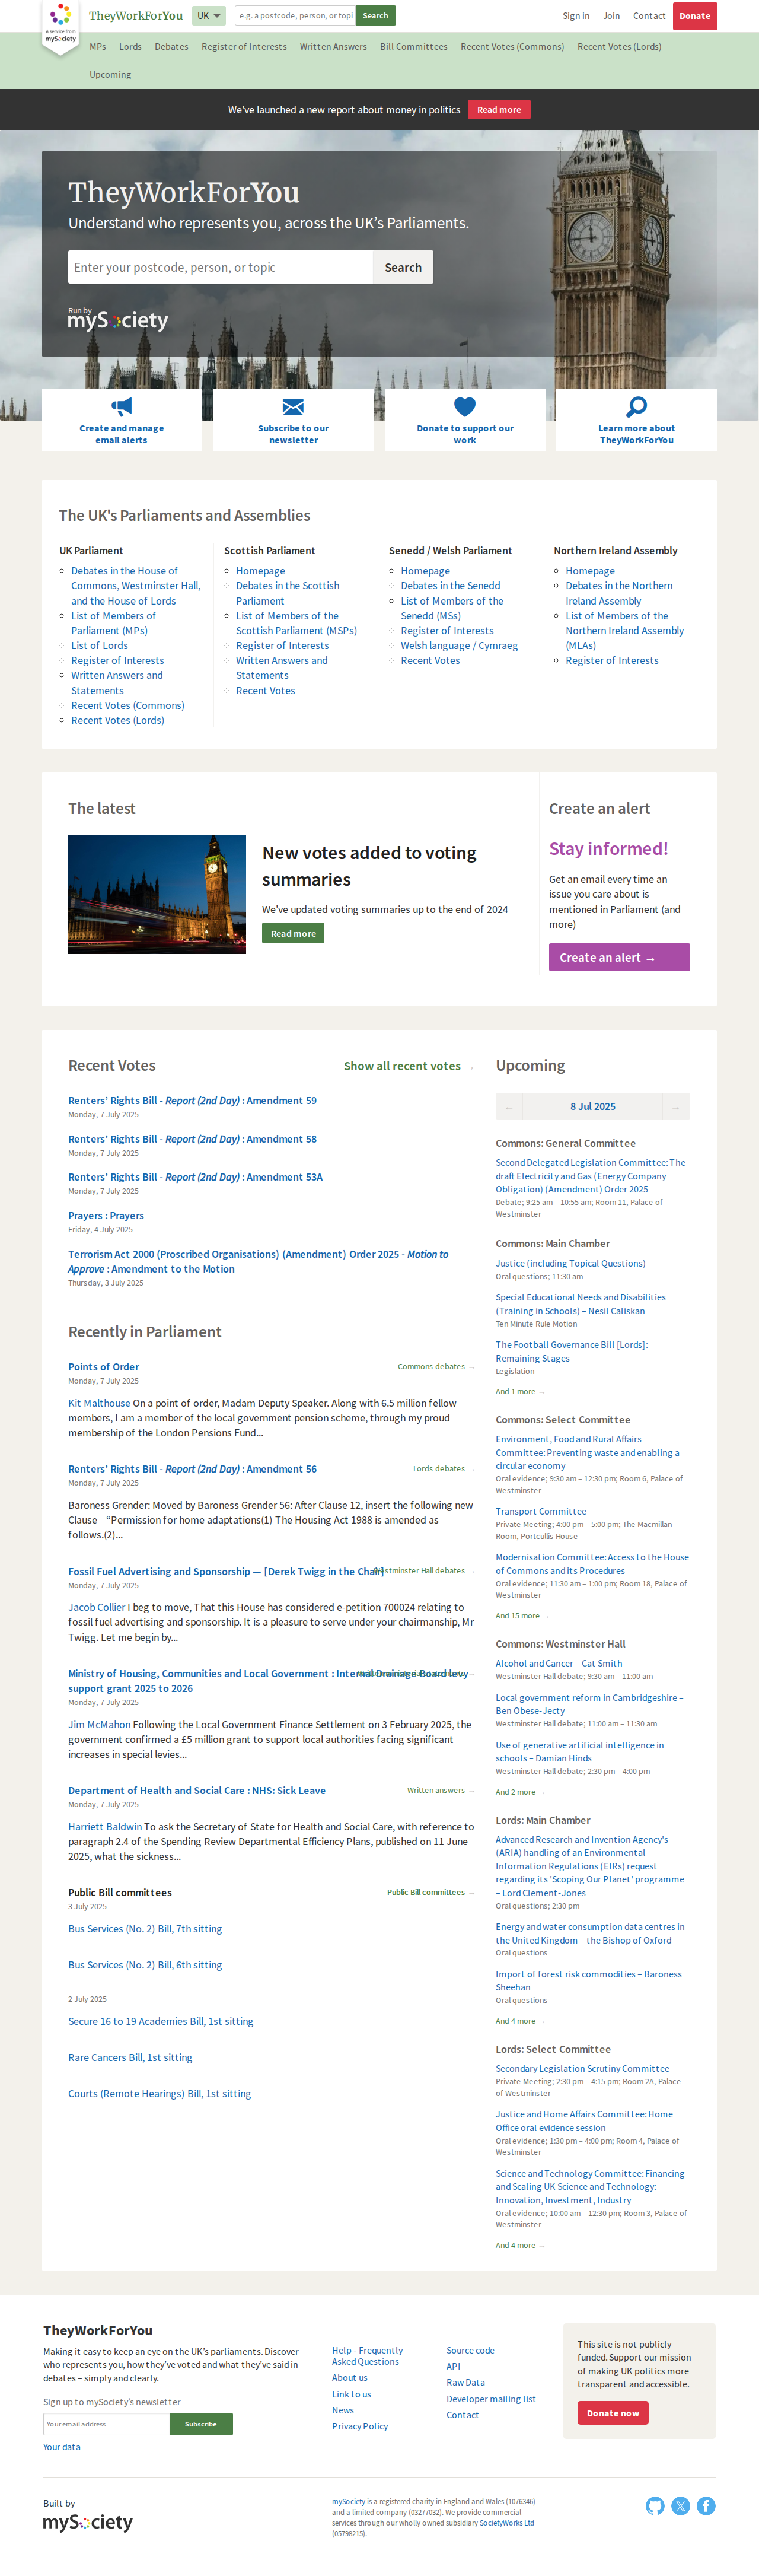 A service from
mySociety
TheyWorkForYou
UK
e.g. a postcode, person, or topi
Search
Sign in
Join
Contact
Donate
MPs
Lords
Debates
Register of Interests
Written Answers
Bill Committees
Recent Votes (Commons)
Recent Votes (Lords)
Upcoming
We've launched a new report about money in politics
Read more
TheyWorkForYou
Understand who represents you, across the UK's Parliaments.
Enter your postcode, person, or topic
Search
Run by
mySociety
Create and manage
email alerts
Subscribe to our
newsletter
Donate to support our
work
Learn more about
TheyWorkForYou
The UK's Parliaments and Assemblies
UK Parliament
Debates in the House of
Commons, Westminster Hall,
and the House of Lords
List of Members of
Parliament (MPs)
List of Lords
Register of Interests
Written Answers and
Statements
Recent Votes (Commons)
Recent Votes (Lords)
Scottish Parliament
Homepage
Debates in the Scottish
Parliament
List of Members of the
Scottish Parliament (MSPs)
Register of Interests
Written Answers and
Statements
Recent Votes
Senedd / Welsh Parliament
Homepage
Debates in the Senedd
List of Members of the
Senedd (MSs)
Register of Interests
Welsh language / Cymraeg
Recent Votes
Northern Ireland Assembly
Homepage
Debates in the Northern
Ireland Assembly
List of Members of the
Northern Ireland Assembly
(MLAs)
Register of Interests
The latest
New votes added to voting
summaries
We've updated voting summaries up to the end of 2024
Read more
Create an alert
Stay informed!
Get an email every time an
issue you care about is
mentioned in Parliament (and
more)
Create an alert →
Recent Votes
Show all recent votes →
Renters' Rights Bill - Report (2nd Day) : Amendment 59
Monday, 7 July 2025
Renters' Rights Bill - Report (2nd Day) : Amendment 58
Monday, 7 July 2025
Renters' Rights Bill - Report (2nd Day) : Amendment 53A
Monday, 7 July 2025
Prayers : Prayers
Friday, 4 July 2025
Terrorism Act 2000 (Proscribed Organisations) (Amendment) Order 2025 - Motion to
Approve : Amendment to the Motion
Thursday, 3 July 2025
Recently in Parliament
Points of Order
Commons debates →
Monday, 7 July 2025
Kit Malthouse On a point of order, Madam Deputy Speaker. Along with 6.5 million fellow
members, I am a member of the local government pension scheme, through my proud
membership of the London Pensions Fund...
Renters' Rights Bill - Report (2nd Day) : Amendment 56
Lords debates →
Monday, 7 July 2025
Baroness Grender: Moved by Baroness Grender 56: After Clause 12, insert the following new
Clause—"Permission for home adaptations(1) The Housing Act 1988 is amended as
follows.(2)...
Fossil Fuel Advertising and Sponsorship — [Derek Twigg in the Chair]
Westminster Hall debates →
Monday, 7 July 2025
Jacob Collier I beg to move, That this House has considered e-petition 700024 relating to
fossil fuel advertising and sponsorship. It is a pleasure to serve under your chairmanship, Mr
Twigg. Let me begin by...
Ministry of Housing, Communities and Local Government : Internal Drainage Board levy
support grant 2025 to 2026
Monday, 7 July 2025
Jim McMahon Following the Local Government Finance Settlement on 3 February 2025, the
government confirmed a £5 million grant to support local authorities facing significant
increases in special levies...
Department of Health and Social Care : NHS: Sick Leave
Written answers →
Monday, 7 July 2025
Harriett Baldwin To ask the Secretary of State for Health and Social Care, with reference to
paragraph 2.4 of the Spending Review Departmental Efficiency Plans, published on 11 June
2025, what the sickness...
Public Bill committees
Public Bill committees →
3 July 2025
Bus Services (No. 2) Bill, 7th sitting
Bus Services (No. 2) Bill, 6th sitting
2 July 2025
Secure 16 to 19 Academies Bill, 1st sitting
Rare Cancers Bill, 1st sitting
Courts (Remote Hearings) Bill, 1st sitting
Upcoming
← 8 Jul 2025 →
Commons: General Committee
Second Delegated Legislation Committee: The
draft Electricity and Gas (Energy Company
Obligation) (Amendment) Order 2025
Debate; 9:25 am – 10:55 am; Room 11, Palace of
Westminster
Commons: Main Chamber
Justice (including Topical Questions)
Oral questions; 11:30 am
Special Educational Needs and Disabilities
(Training in Schools) – Nesil Caliskan
Ten Minute Rule Motion
The Football Governance Bill [Lords]:
Remaining Stages
Legislation
And 1 more →
Commons: Select Committee
Environment, Food and Rural Affairs
Committee: Preventing waste and enabling a
circular economy
Oral evidence; 9:30 am – 12:30 pm; Room 6, Palace of
Westminster
Transport Committee
Private Meeting; 4:00 pm – 5:00 pm; The Macmillan
Room, Portcullis House
Modernisation Committee: Access to the House
of Commons and its Procedures
Oral evidence; 11:30 am – 1:00 pm; Room 18, Palace of
Westminster
And 15 more →
Commons: Westminster Hall
Alcohol and Cancer – Cat Smith
Westminster Hall debate; 9:30 am – 11:00 am
Local government reform in Cambridgeshire –
Ben Obese-Jecty
Westminster Hall debate; 11:00 am – 11:30 am
Use of generative artificial intelligence in
schools – Damian Hinds
Westminster Hall debate; 2:30 pm – 4:00 pm
And 2 more →
Lords: Main Chamber
Advanced Research and Invention Agency's
(ARIA) handling of an Environmental
Information Regulations (EIRs) request
regarding its 'Scoping Our Planet' programme
– Lord Clement-Jones
Oral questions; 2:30 pm
Energy and water consumption data centres in
the United Kingdom – the Bishop of Oxford
Oral questions
Import of forest risk commodities – Baroness
Sheehan
Oral questions
And 4 more →
Lords: Select Committee
Secondary Legislation Scrutiny Committee
Private Meeting; 2:30 pm – 4:15 pm; Room 2A, Palace
of Westminster
Justice and Home Affairs Committee: Home
Office oral evidence session
Oral evidence; 1:30 pm – 4:00 pm; Room 4, Palace of
Westminster
Science and Technology Committee: Financing
and Scaling UK Science and Technology:
Innovation, Investment, Industry
Oral evidence; 10:00 am – 12:30 pm; Room 3, Palace of
Westminster
And 4 more →
TheyWorkForYou
Making it easy to keep an eye on the UK's parliaments. Discover
who represents you, how they've voted and what they've said in
debates – simply and clearly.
Sign up to mySociety's newsletter
Your email address
Subscribe
Your data
Help - Frequently
Asked Questions
About us
Link to us
News
Privacy Policy
Source code
API
Raw Data
Developer mailing list
Contact
This site is not publicly
funded. Support our mission
of making UK politics more
transparent and accessible.
Donate now
Built by
mySociety
mySociety is a registered charity in England and Wales (1076346)
and a limited company (03277032). We provide commercial
services through our wholly owned subsidiary SocietyWorks Ltd
(05798215).